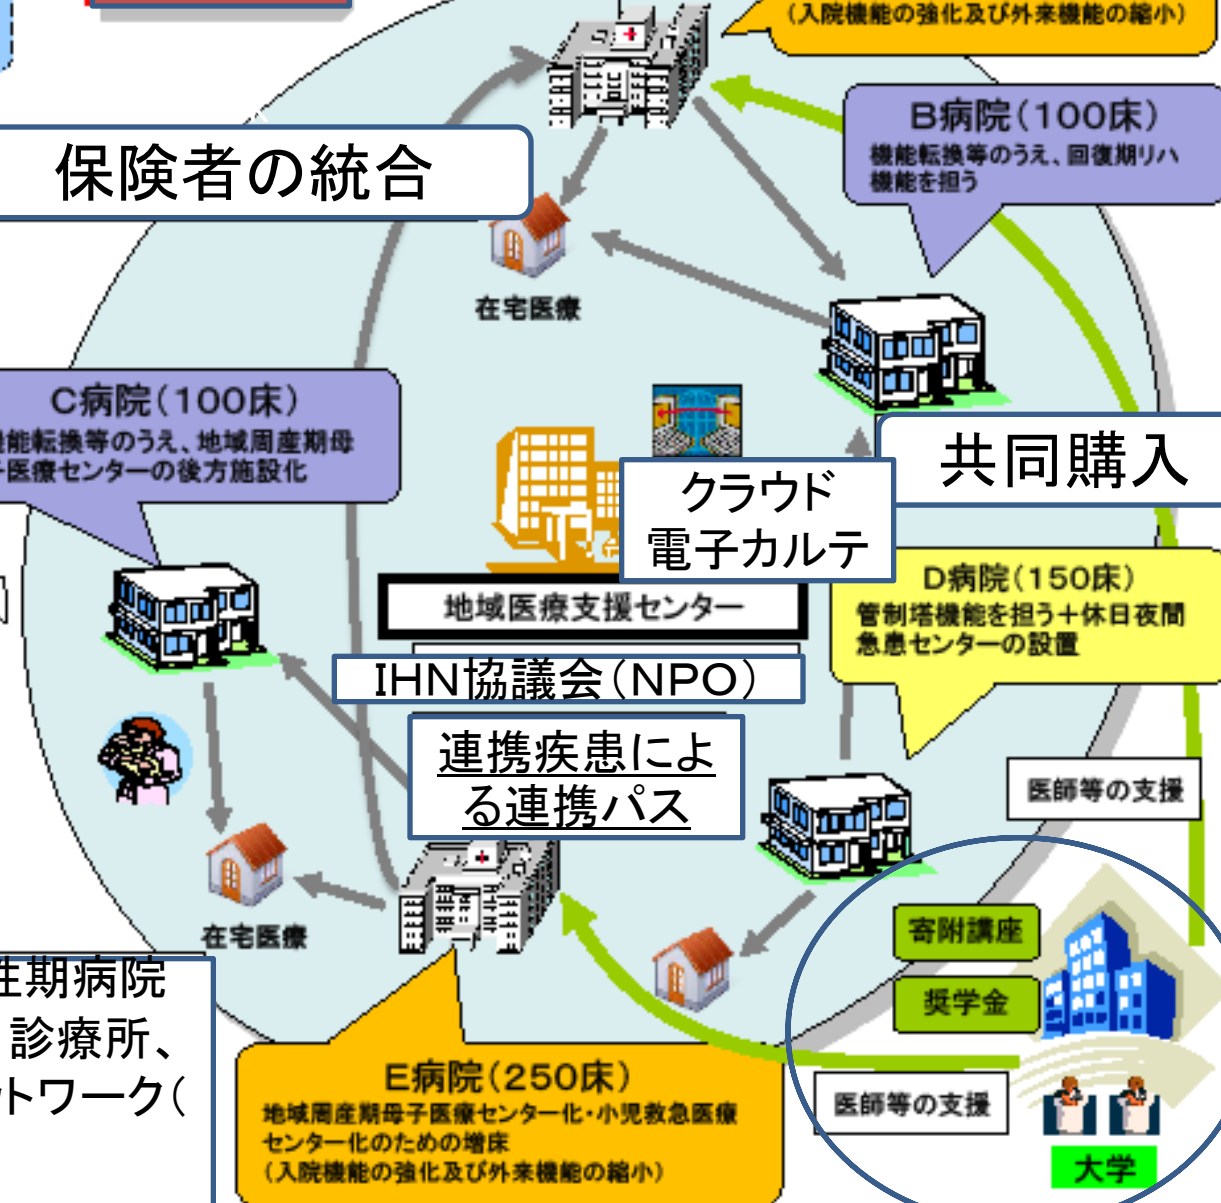 (入院機能の強化及び外来機能の縮小)
B病院(100床)
機能転換等のうえ、回復期リハ
機能を担う
保険者の統合
在宅医療
C病院(100床)
能転換等のうえ、地域周産期母
医療センターの後方施設化
共同購入
クラウド
電子カルテ
D病院(150床)
管制塔機能を担う+休日夜間
急患センターの設置
地域医療支援センター
IHN協議会(NPO)
連携疾患によ
る連携パス
医師等の支援
在宅医療
寄附講座
奨学金
性期病院
診療所、
トワーク(
E病院(250床)
地域周産期母子医療センター化・小児救急医療
センター化のための増床
(入院機能の強化及び外来機能の縮小)
医師等の支援
大学